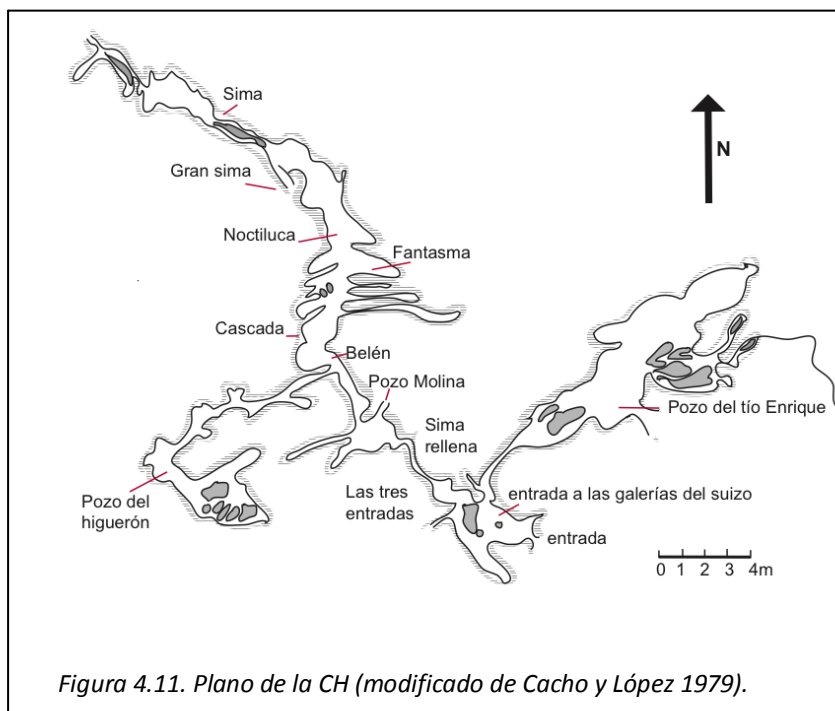 Sima
N
Gran sima
Noctiluca
Fantasma
Cascada
Belén
Pozo Molina
Sima
rellena
Pozo del tío Enrique
Pozo del
higuerón
Las tres
entradas
entrada a las galerías del suizo
entrada
0 1 2 3 4m
Figura 4.11. Plano de la CH (modificado de Cacho y López 1979).